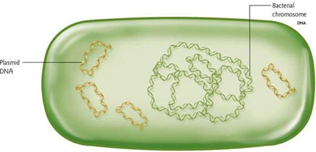 Bacterial
chromosome
DNA
Plasmid
DNA